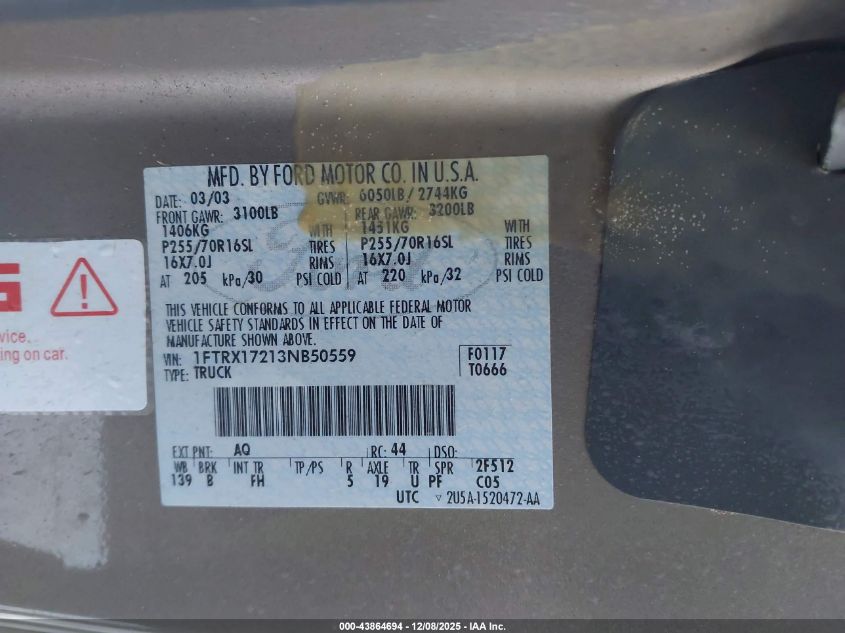 MFD. BY FORD MOTOR CO. IN U.S.A.
DATE: 03/03 GVWR: 6050LB/ 2744KG
FRONT GAWR: 3100LB REAR GAWR: 3200LB
1406KG WITH 1451KG WITH
P255/70R16SL TIRES P255/70R16SL TIRES
16X7.0J RIMS 16X7.0J RIMS
AT 205 kPa/30 PSI COLD AT 220 kPa/32 PSI COLD
THIS VEHICLE CONFORMS TO ALL APPLICABLE FEDERAL MOTOR
VEHICLE SAFETY STANDARDS IN EFFECT ON THE DATE OF
MANUFACTURE SHOWN ABOVE.
VIN: 1FTRX17213NB50559 F0117
TYPE: TRUCK T0666
EXT PNT: AQ RC: 44 DSO:
WB BRK INT TR TP/PS R AXLE TR SPR 2F512
139 B FH 5 19 U PF C05
UTC ▽ 2U5A-1520472-AA
G
vice.
ng on car.
000-43864694 | 12/08/2025 - IAA Inc.